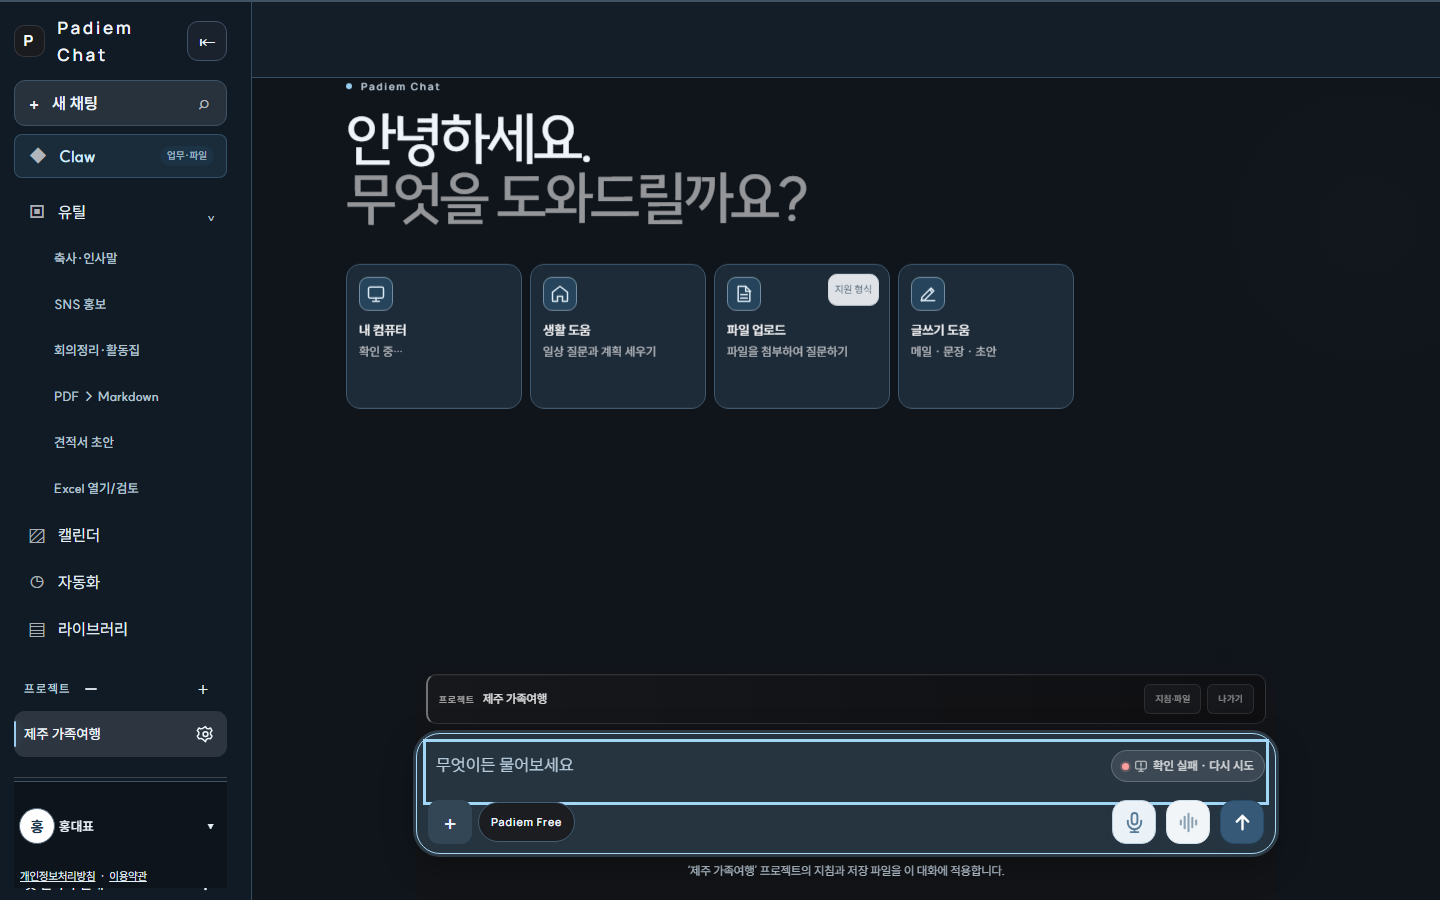 P
Padiem
Chat
+ 새 채팅
Claw
업무·파일
유틸
축사·인사말
SNS 홍보
회의정리·활동집
PDF > Markdown
견적서 초안
Excel 열기/검토
캘린더
자동화
라이브러리
프로젝트
제주 가족여행
홍
홍대표
개인정보처리방침 · 이용약관
Padiem Chat
안녕하세요.
무엇을 도와드릴까요?
내 컴퓨터
확인 중…
생활 도움
일상 질문과 계획 세우기
지원 형식
파일 업로드
파일을 첨부하여 질문하기
글쓰기 도움
메일 · 문장 · 초안
프로젝트 제주 가족여행
지침·파일
나가기
무엇이든 물어보세요
확인 실패 · 다시 시도
+
Padiem Free
'제주 가족여행' 프로젝트의 지침과 저장 파일을 이 대화에 적용합니다.